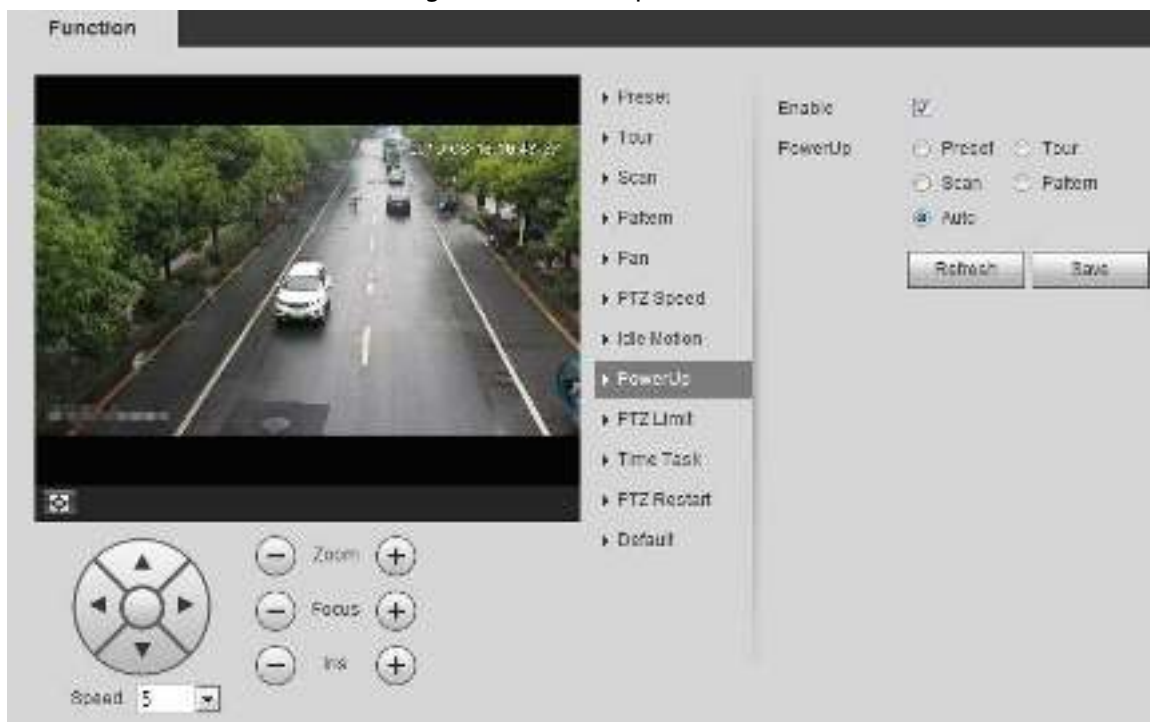 Function
Preset
Tour
Scan
Pattern
Pan
PTZ Speed
Idle Motion
PowerUp
PTZ Limit
Time Task
PTZ Restart
Default
Enable
PowerUp
Preset Tour
Scan Pattern
Auto
Refresh Save
Zoom
Focus
Iris
Speed 5